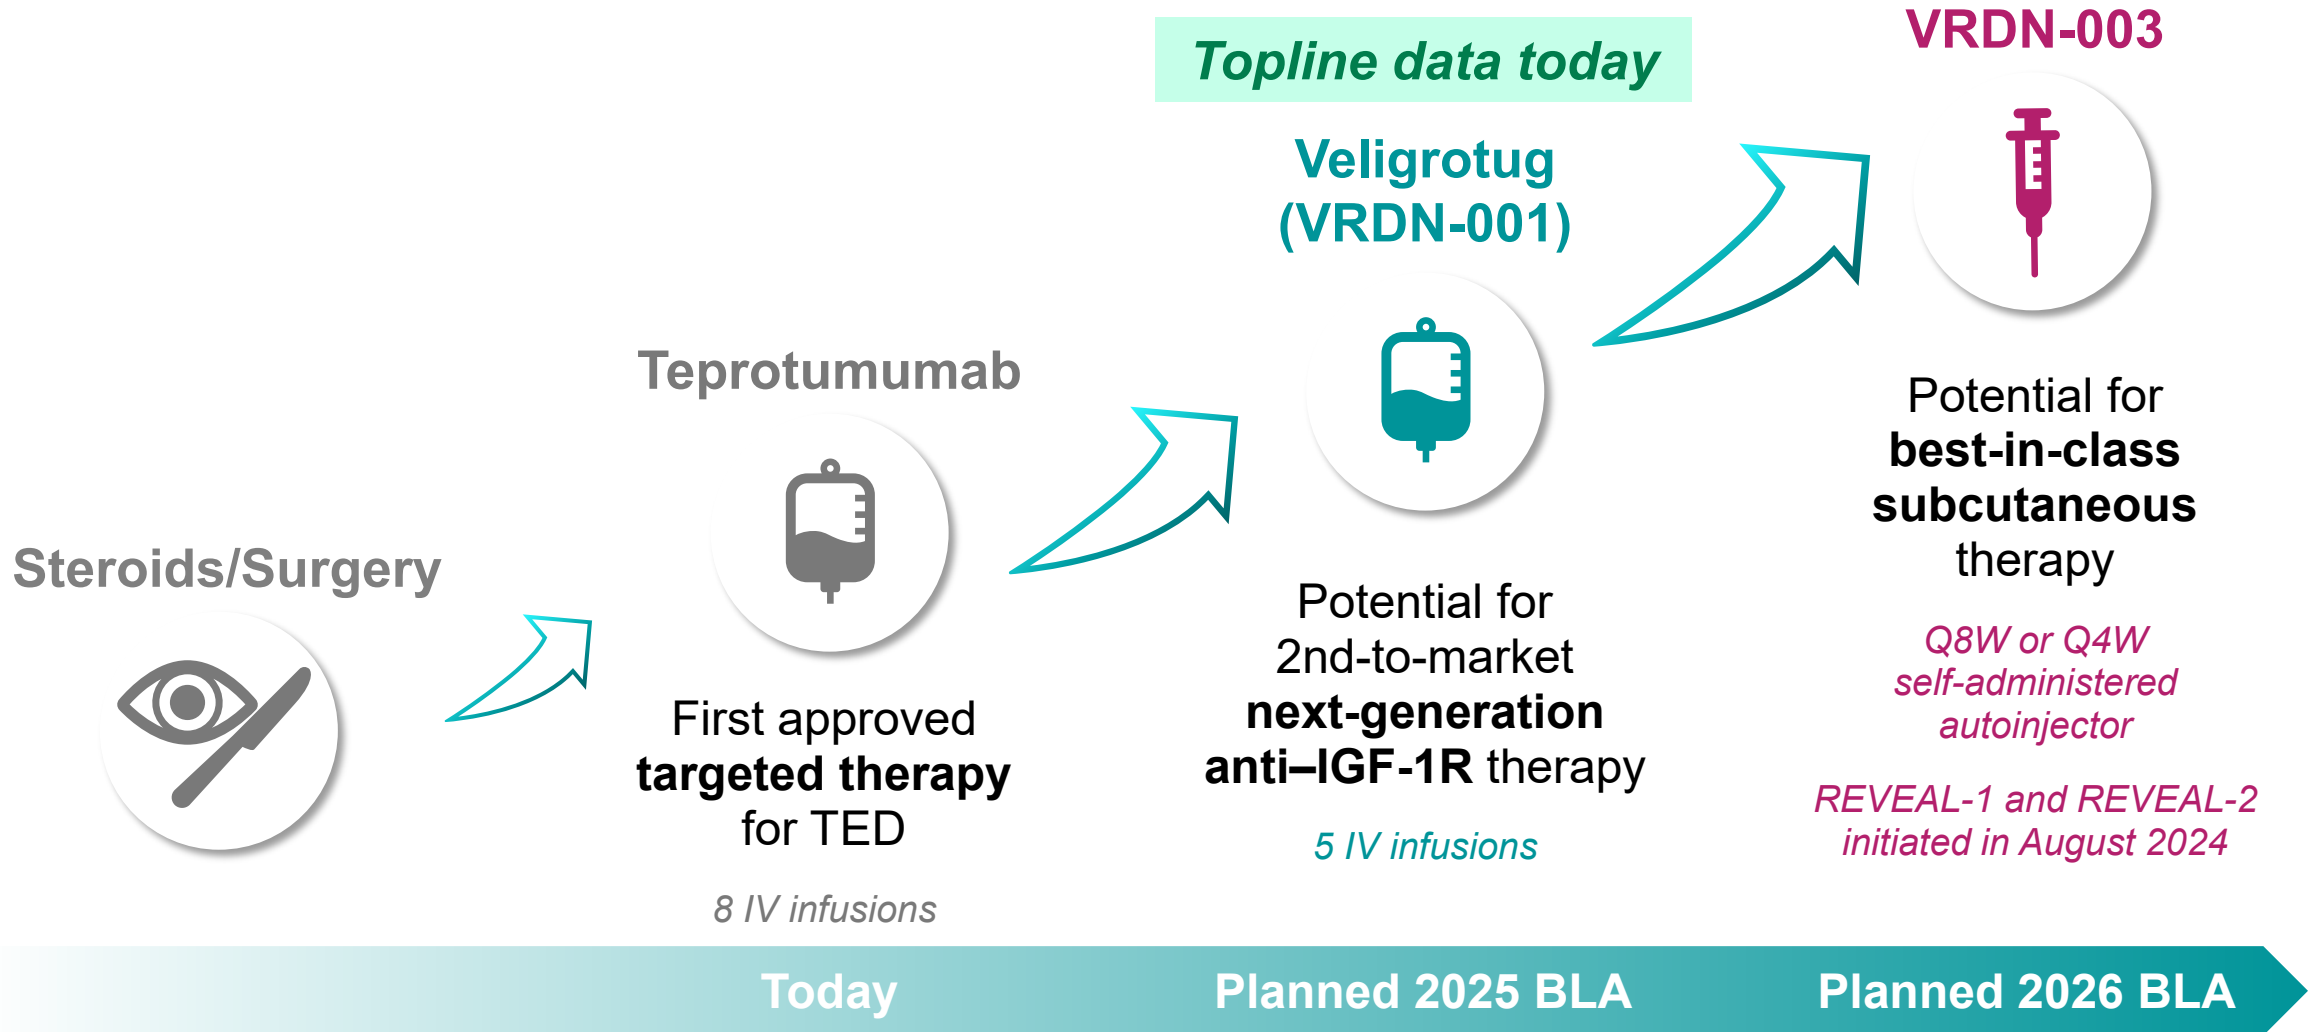 Steroids/Surgery
Teprotumumab
First approved
targeted therapy
for TED
8 IV infusions
Topline data today
Veligrotug
(VRDN-001)
Potential for
2nd-to-market
next-generation
anti–IGF-1R therapy
5 IV infusions
VRDN-003
Potential for
best-in-class
subcutaneous
therapy
Q8W or Q4W
self-administered
autoinjector
REVEAL-1 and REVEAL-2
initiated in August 2024
Today
Planned 2025 BLA
Planned 2026 BLA